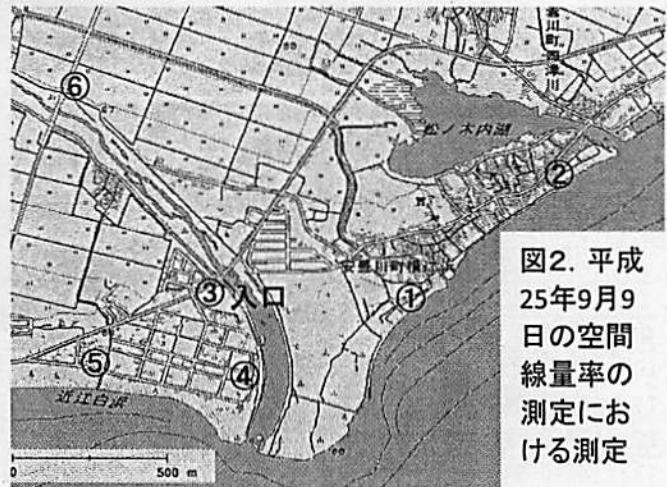 ⑥
松ノ木内湖
②
①
③入口
⑤
④
近江白浜
0 500 m
図2. 平成
25年9月9
日の空間
線量率の
測定にお
ける測定